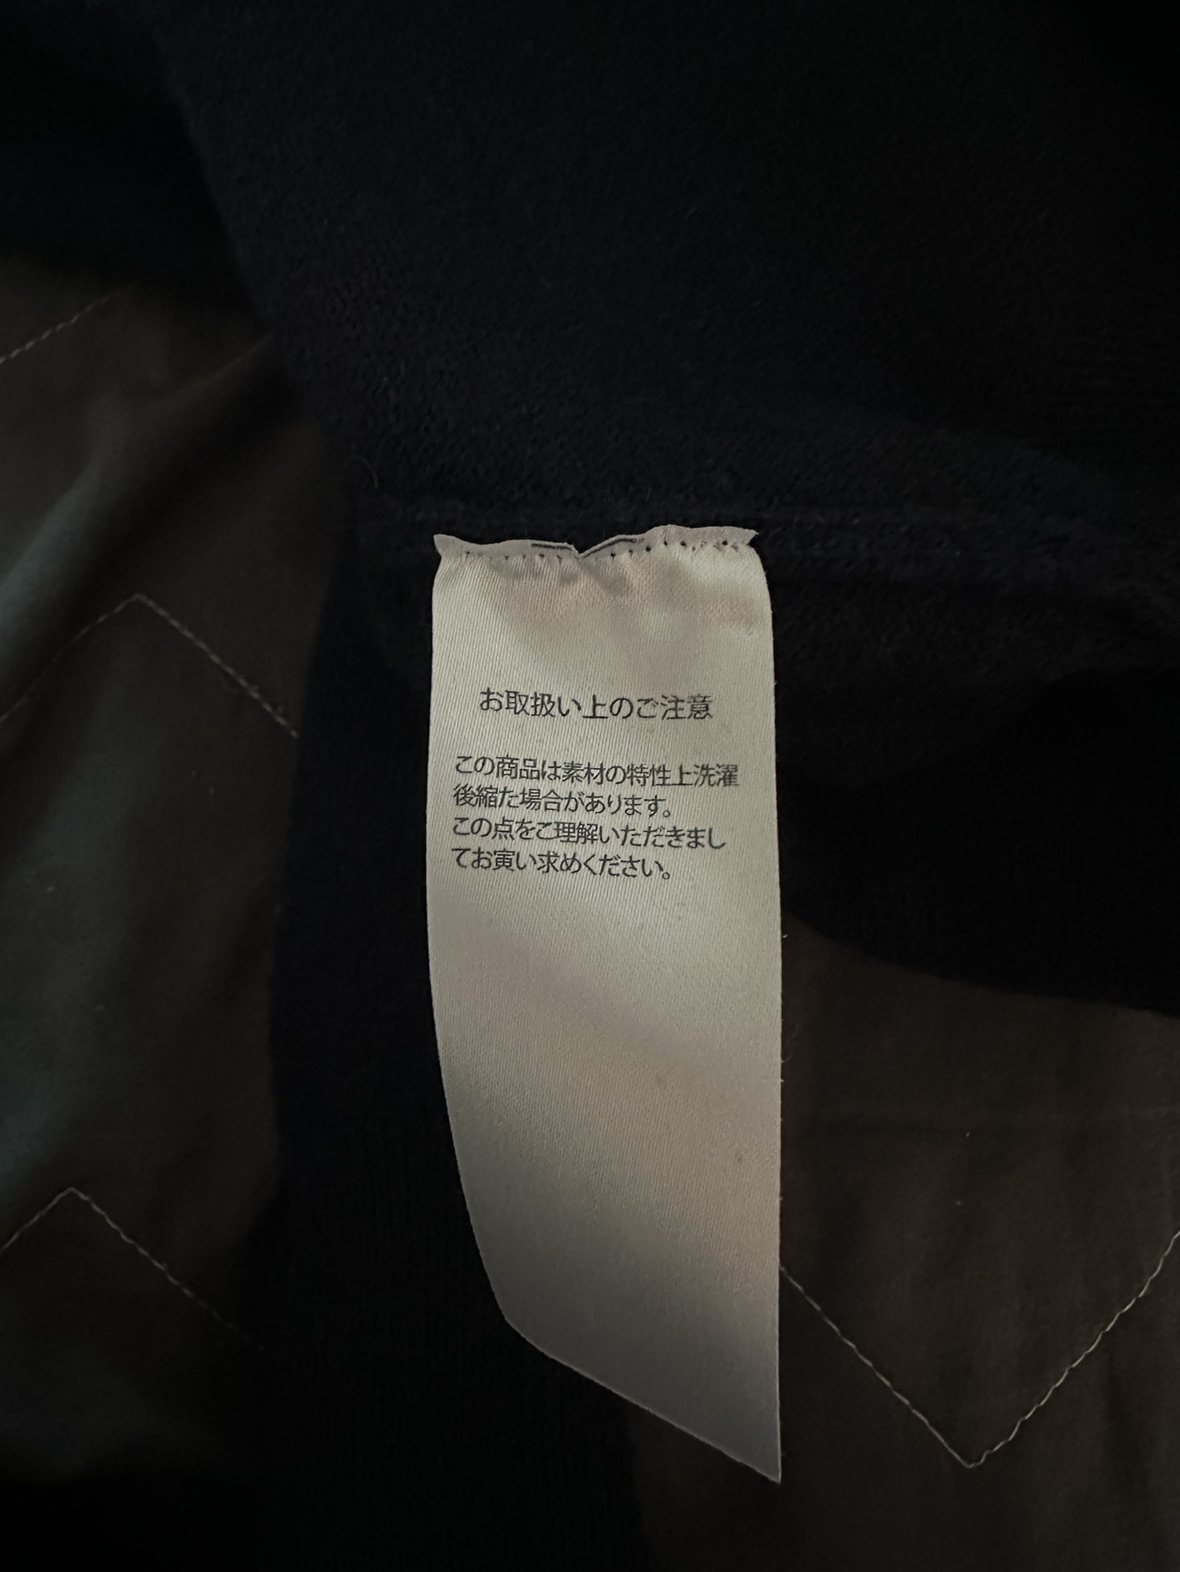 お取扱い上のご注意
この商品は素材の特性上洗濯
後縮た場合があります。
この点をご理解いただきまし
てお寅い求めください。